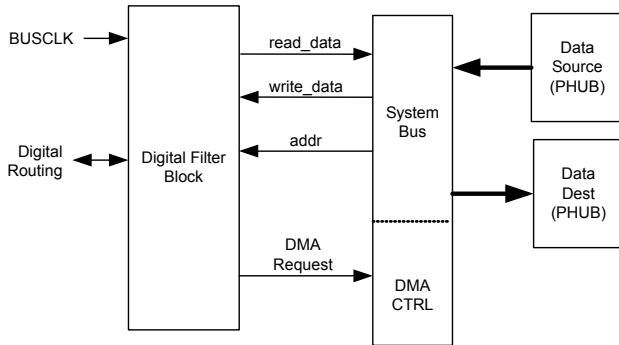 BUSCLK
read_data
Data
Source
(PHUB)
write_data
System
Bus
Digital
Routing
Digital Filter
Block
addr
Data
Dest
(PHUB)
DMA
Request
DMA
CTRL